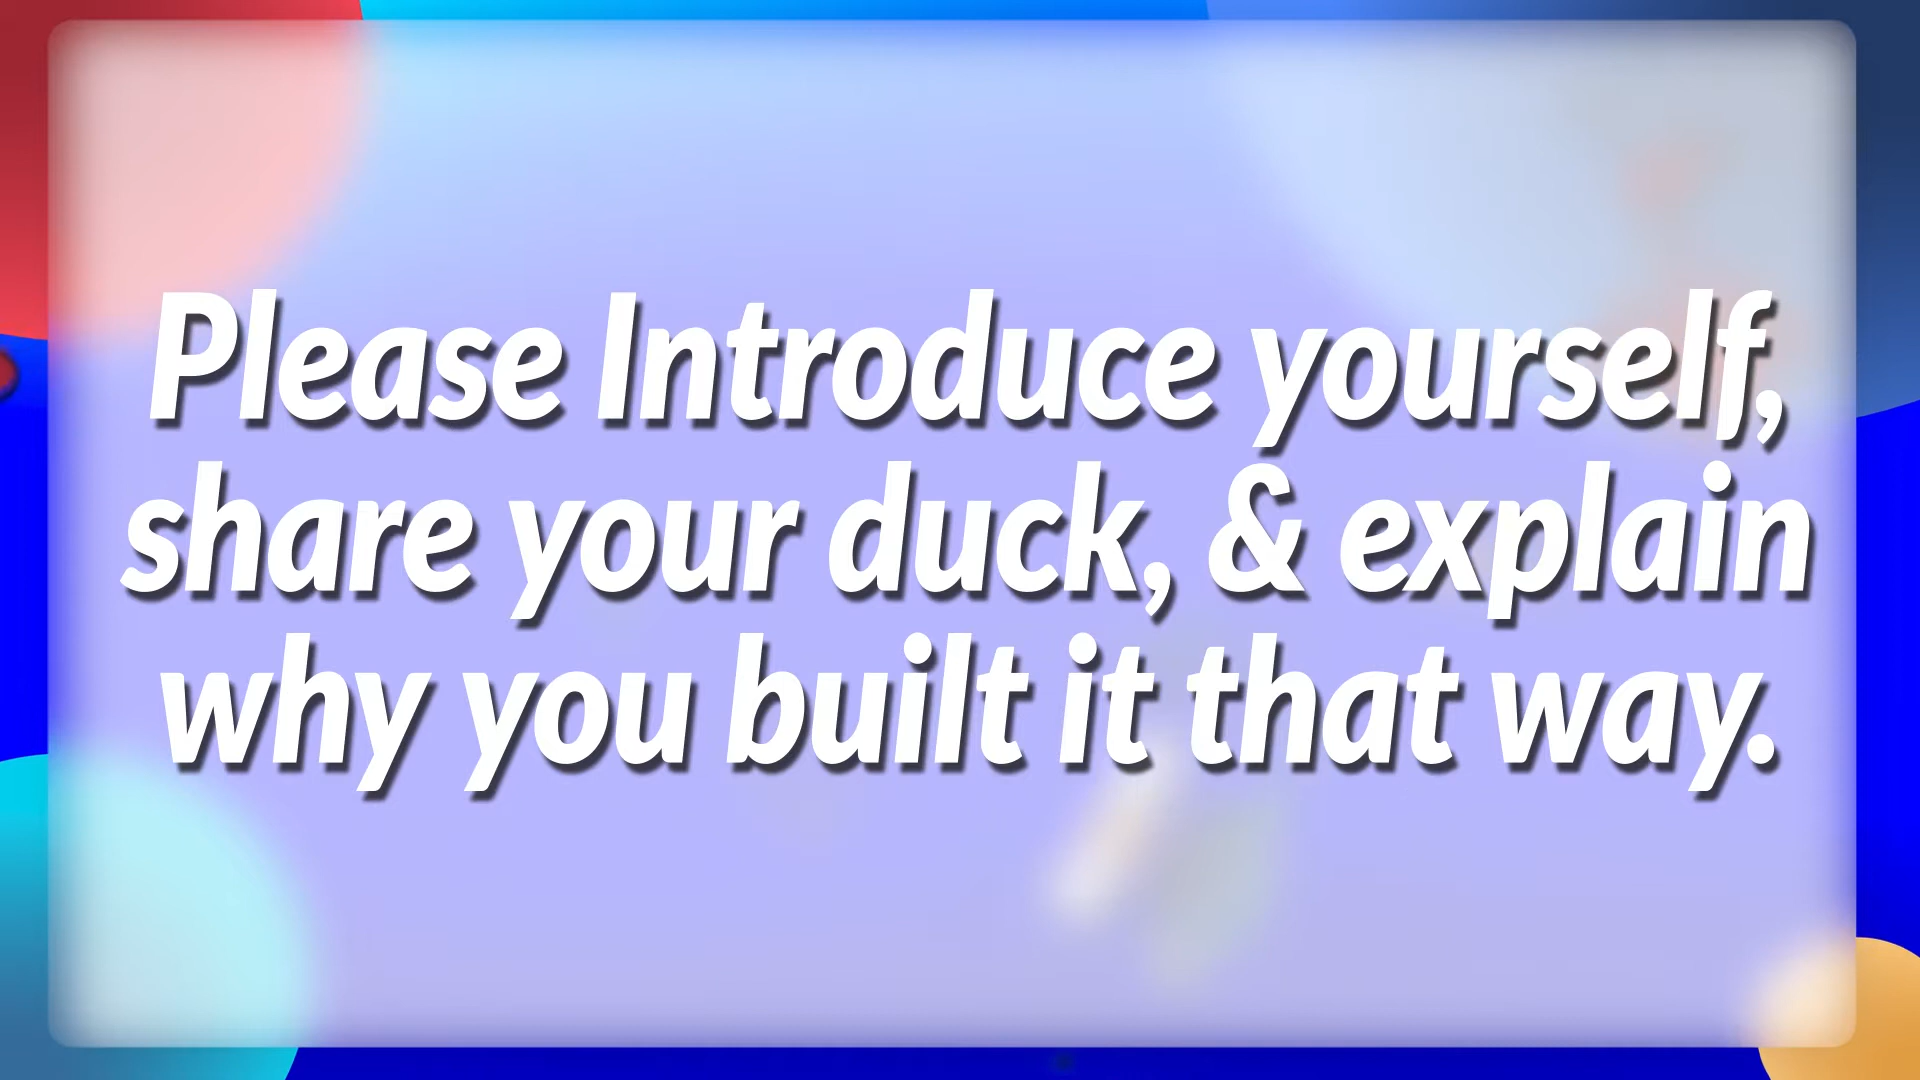 Please Introduce yourself,
share your duck, & explain
why you built it that way.